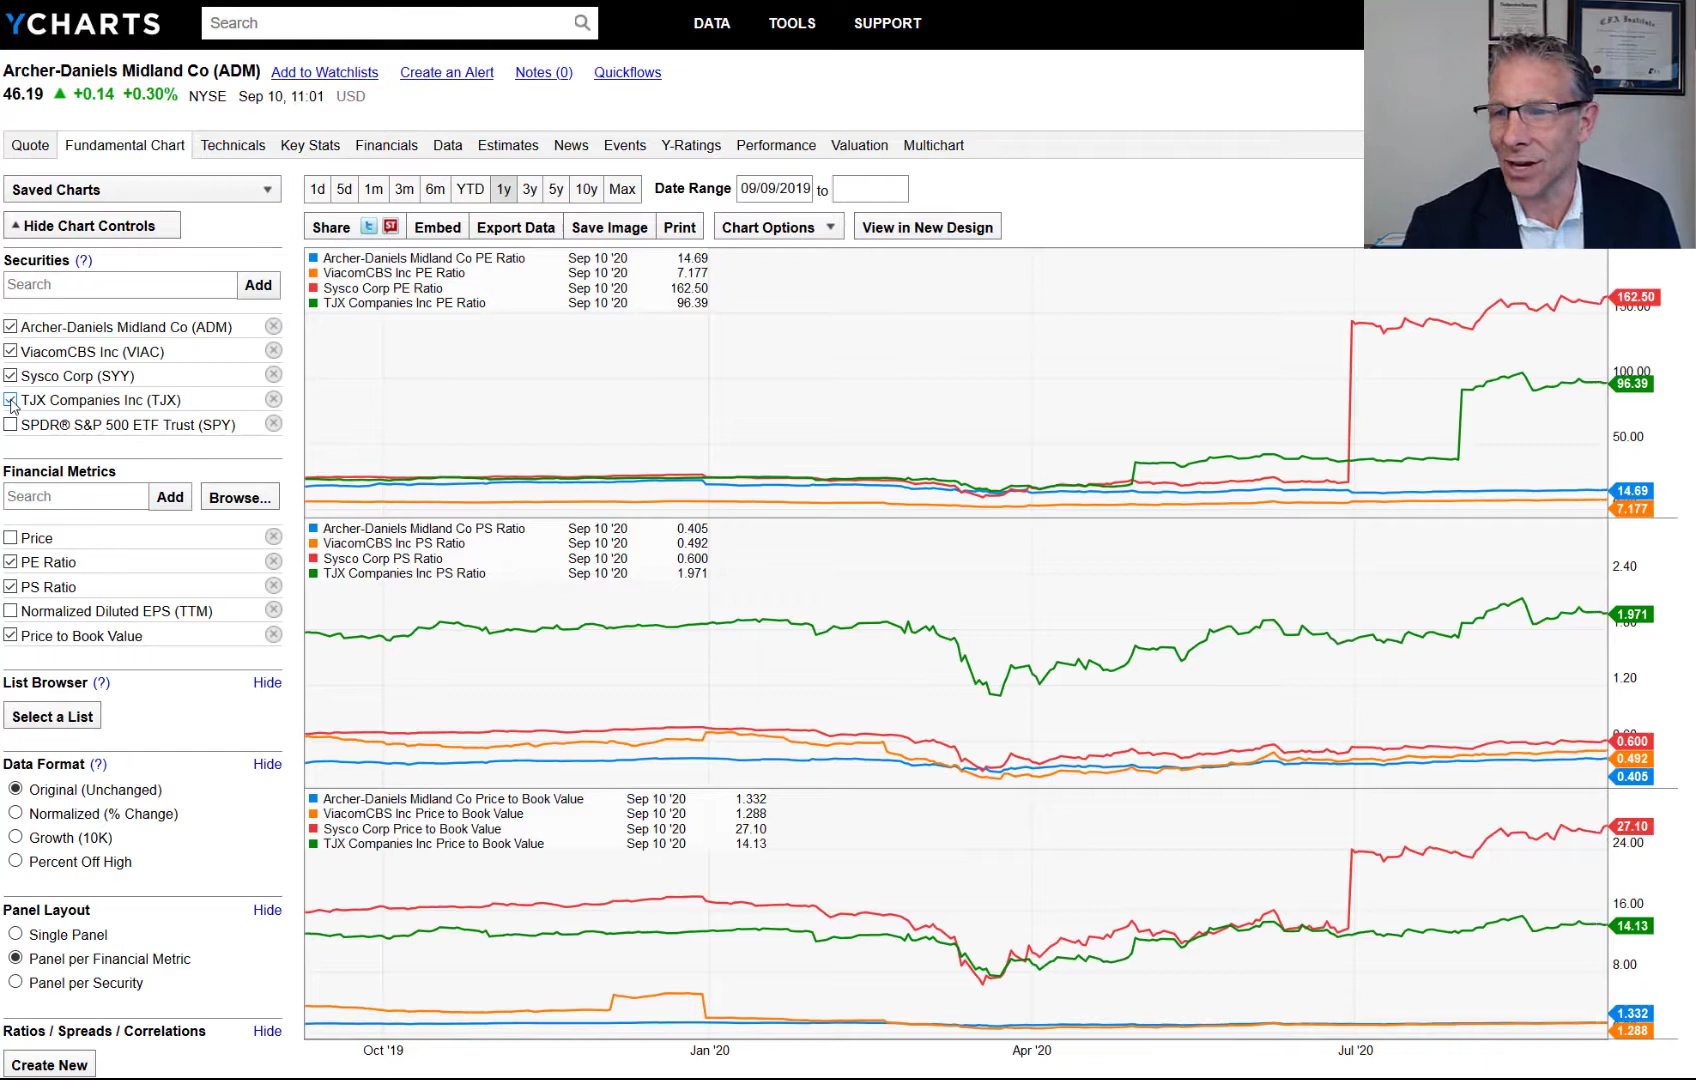 YCHARTS
Search
DATA TOOLS SUPPORT
CFA Institute
Archer-Daniels Midland Co (ADM) Add to Watchlists Create an Alert Notes (0) Quickflows
46.19 ▲ +0.14 +0.30% NYSE Sep 10, 11:01 USD
Quote Fundamental Chart Technicals Key Stats Financials Data Estimates News Events Y-Ratings Performance Valuation Multichart
Saved Charts
1d 5d 1m 3m 6m YTD 1y 3y 5y 10y Max Date Range 09/09/2019 to
Hide Chart Controls
Share Embed Export Data Save Image Print Chart Options View in New Design
Securities (?)
Search Add
Archer-Daniels Midland Co (ADM)
ViacomCBS Inc (VIAC)
Sysco Corp (SYY)
TJX Companies Inc (TJX)
SPDR® S&P 500 ETF Trust (SPY)
Financial Metrics
Search Add Browse...
Price
PE Ratio
PS Ratio
Normalized Diluted EPS (TTM)
Price to Book Value
List Browser (?) Hide
Select a List
Data Format (?) Hide
Original (Unchanged)
Normalized (% Change)
Growth (10K)
Percent Off High
Panel Layout Hide
Single Panel
Panel per Financial Metric
Panel per Security
Ratios / Spreads / Correlations Hide
Create New
Archer-Daniels Midland Co PE Ratio Sep 10 '20 14.69
ViacomCBS Inc PE Ratio Sep 10 '20 7.177
Sysco Corp PE Ratio Sep 10 '20 162.50
TJX Companies Inc PE Ratio Sep 10 '20 96.39
162.50
150.00
100.00
96.39
50.00
14.69
7.177
Archer-Daniels Midland Co PS Ratio Sep 10 '20 0.405
ViacomCBS Inc PS Ratio Sep 10 '20 0.492
Sysco Corp PS Ratio Sep 10 '20 0.600
TJX Companies Inc PS Ratio Sep 10 '20 1.971
2.40
1.971
1.20
0.600
0.492
0.405
Archer-Daniels Midland Co Price to Book Value Sep 10 '20 1.332
ViacomCBS Inc Price to Book Value Sep 10 '20 1.288
Sysco Corp Price to Book Value Sep 10 '20 27.10
TJX Companies Inc Price to Book Value Sep 10 '20 14.13
27.10
24.00
16.00
14.13
8.00
1.332
1.288
Oct '19 Jan '20 Apr '20 Jul '20